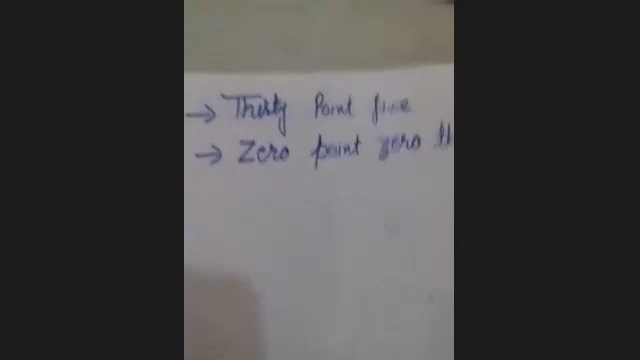 → Thirty Point five
→ Zero point zero